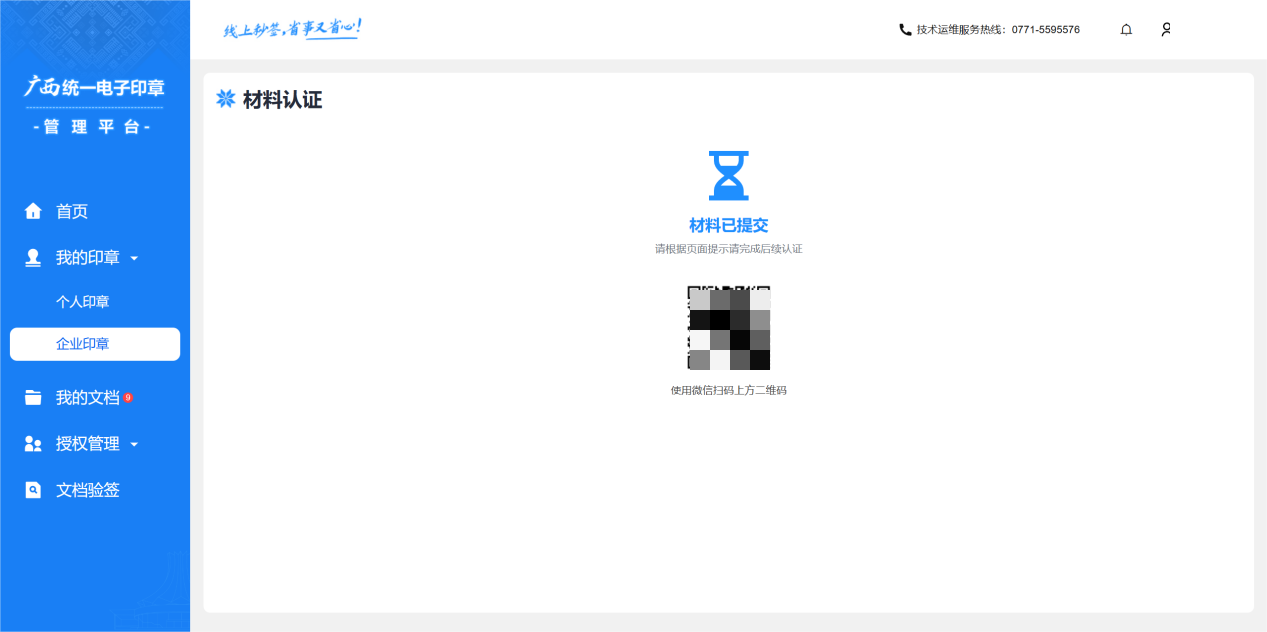 线上秒签,省事又省心!
技术运维服务热线：0771-5595576
广西统一电子印章
-管理平台-
首页
我的印章
个人印章
企业印章
我的文档 9
授权管理
文档验签
材料认证
材料已提交
请根据页面提示请完成后续认证
使用微信扫码上方二维码